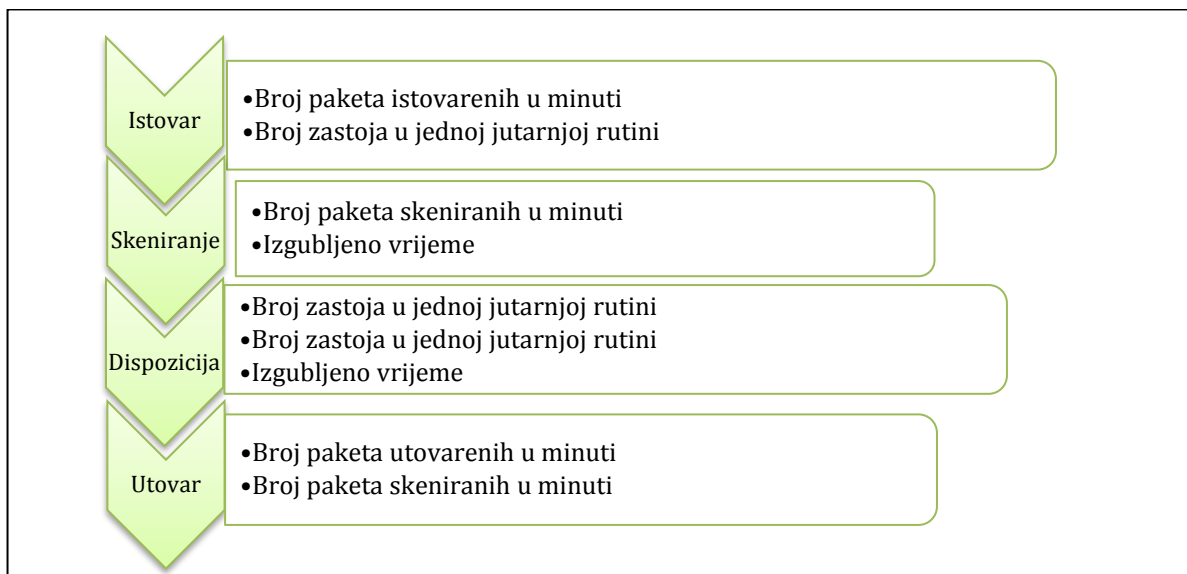 Istovar
•Broj paketa istovarenih u minuti
•Broj zastoja u jednoj jutarnjoj rutini
Skeniranje
•Broj paketa skeniranih u minuti
•Izgubljeno vrijeme
Dispozicija
•Broj zastoja u jednoj jutarnjoj rutini
•Broj zastoja u jednoj jutarnjoj rutini
•Izgubljeno vrijeme
Utovar
•Broj paketa utovarenih u minuti
•Broj paketa skeniranih u minuti